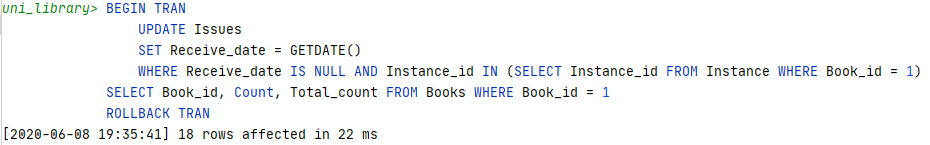 uni_library> BEGIN TRAN
UPDATE Issues
SET Receive_date = GETDATE()
WHERE Receive_date IS NULL AND Instance_id IN (SELECT Instance_id FROM Instance WHERE Book_id = 1)
SELECT Book_id, Count, Total_count FROM Books WHERE Book_id = 1
ROLLBACK TRAN
[2020-06-08 19:35:41] 18 rows affected in 22 ms